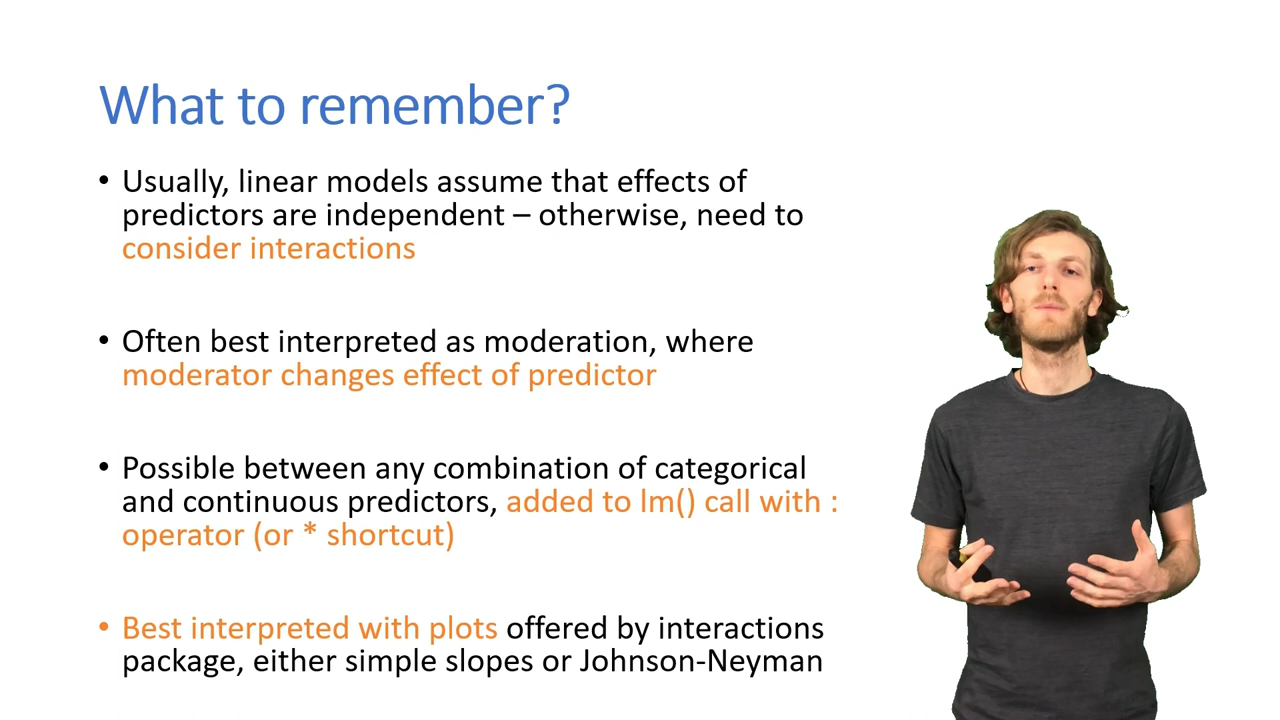 What to remember?
• Usually, linear models assume that effects of
predictors are independent – otherwise, need to
consider interactions
• Often best interpreted as moderation, where
moderator changes effect of predictor
• Possible between any combination of categorical
and continuous predictors, added to lm() call with :
operator (or * shortcut)
• Best interpreted with plots offered by interactions
package, either simple slopes or Johnson-Neyman